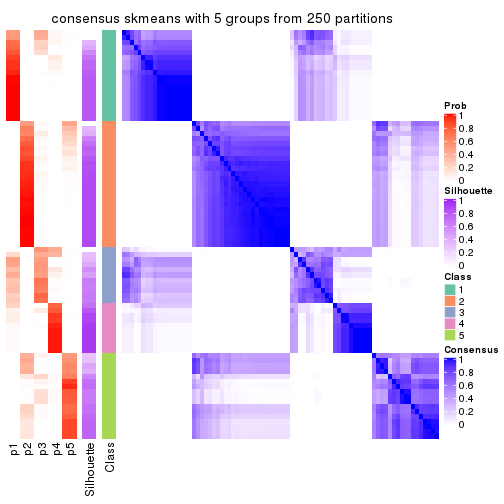 consensus skmeans with 5 groups from 250 partitions
Prob
1
0.8
0.6
0.4
0.2
0
Silhouette
1
0.8
0.6
0.4
0.2
0
Class
1
2
3
4
5
Consensus
1
0.8
0.6
0.4
0.2
0
p1
p2
p3
p4
p5
Silhouette
Class